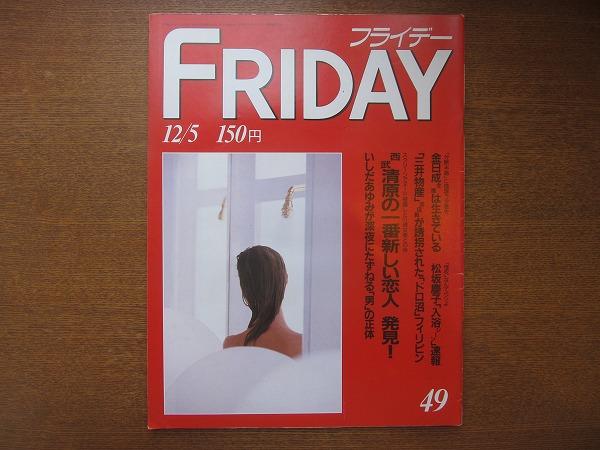 フライデー
FRIDAY
12/5 150円
金日成は生きている
松坂慶子「入浴シーン」速報
「三井物産」が誘拐された「ドロ沼」フィリピン
西武 清原の一番新しい恋人 発見!
いしだあゆみが深夜にたずねる「男」の正体
49